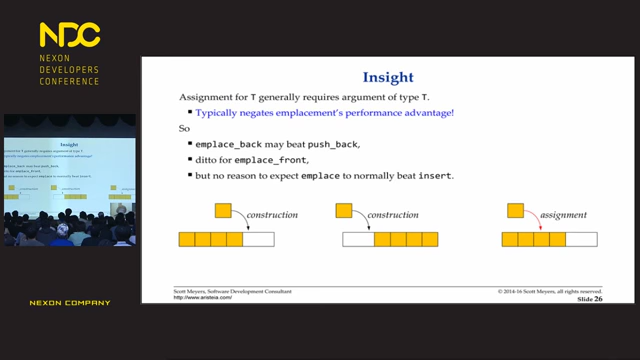 NDC
NEXON
DEVELOPERS
CONFERENCE
Insight
Assignment for T generally requires argument of type T.
▪ Typically negates emplacement's performance advantage!
So
▪ emplace_back may beat push_back,
▪ ditto for emplace_front,
▪ but no reason to expect emplace to normally beat insert.
construction
construction
assignment
Scott Meyers, Software Development Consultant
http://www.aristeia.com/
© 2014-16 Scott Meyers, all rights reserved.
Slide 26
Insight
NEXON COMPANY